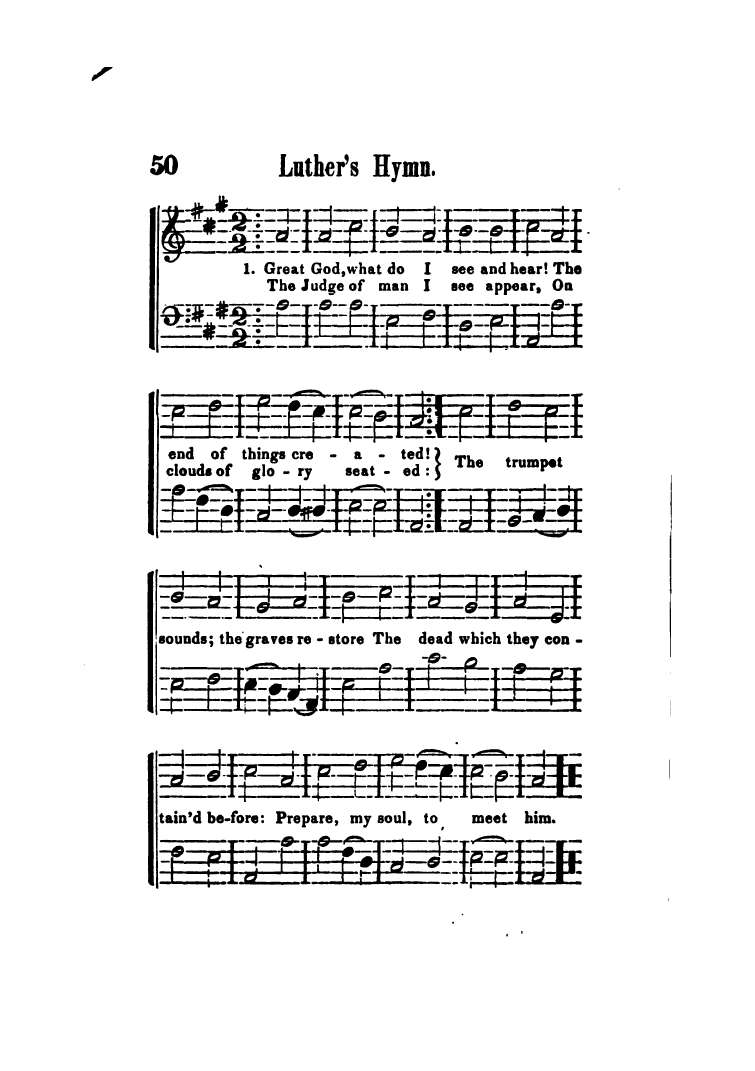 50 Luther's Hymn.
1. Great God, what do I see and hear! The
The Judge of man I see appear, On
end of things cre - a - ted! } The trumpet
clouds of glo - ry seat - ed : }
sounds; the graves re - store The dead which they con -
tain'd be-fore: Prepare, my soul, to meet him.